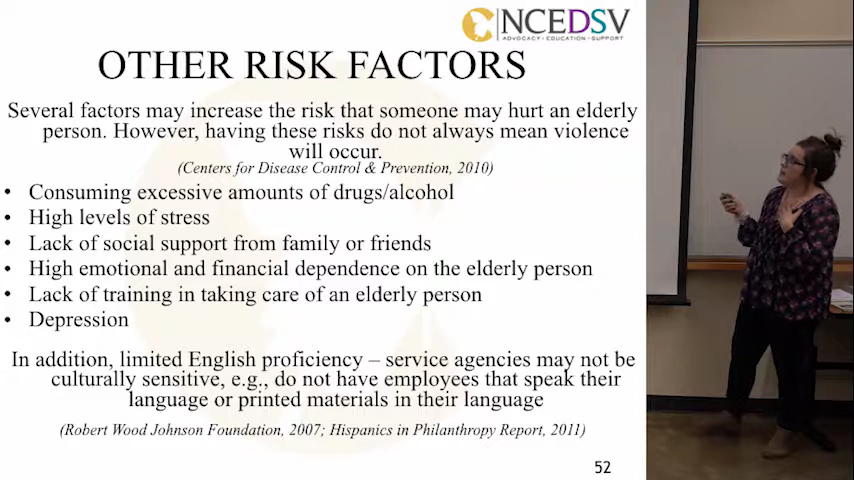 NCEDSV
ADVOCACY • EDUCATION • SUPPORT
OTHER RISK FACTORS
Several factors may increase the risk that someone may hurt an elderly
person. However, having these risks do not always mean violence
will occur.
(Centers for Disease Control & Prevention, 2010)
• Consuming excessive amounts of drugs/alcohol
• High levels of stress
• Lack of social support from family or friends
• High emotional and financial dependence on the elderly person
• Lack of training in taking care of an elderly person
• Depression
In addition, limited English proficiency – service agencies may not be
culturally sensitive, e.g., do not have employees that speak their
language or printed materials in their language
(Robert Wood Johnson Foundation, 2007; Hispanics in Philanthropy Report, 2011)
52